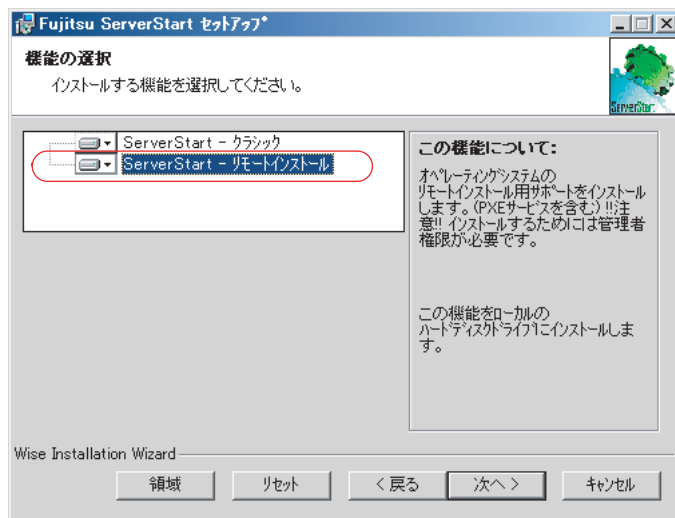 Fujitsu ServerStart セットアップ
機能の選択
インストールする機能を選択してください。
ServerStart
ServerStart - クラシック
ServerStart - リモートインストール
この機能について:
オペレーティングシステムの
リモートインストール用サポートをインストール
します。(PXEサービスを含む) !!注
意!! インストールするためには管理者
権限が必要です。
この機能をローカルの
ハードディスクドライブにインストールしま
す。
Wise Installation Wizard
領域
リセット
< 戻る
次へ >
キャンセル